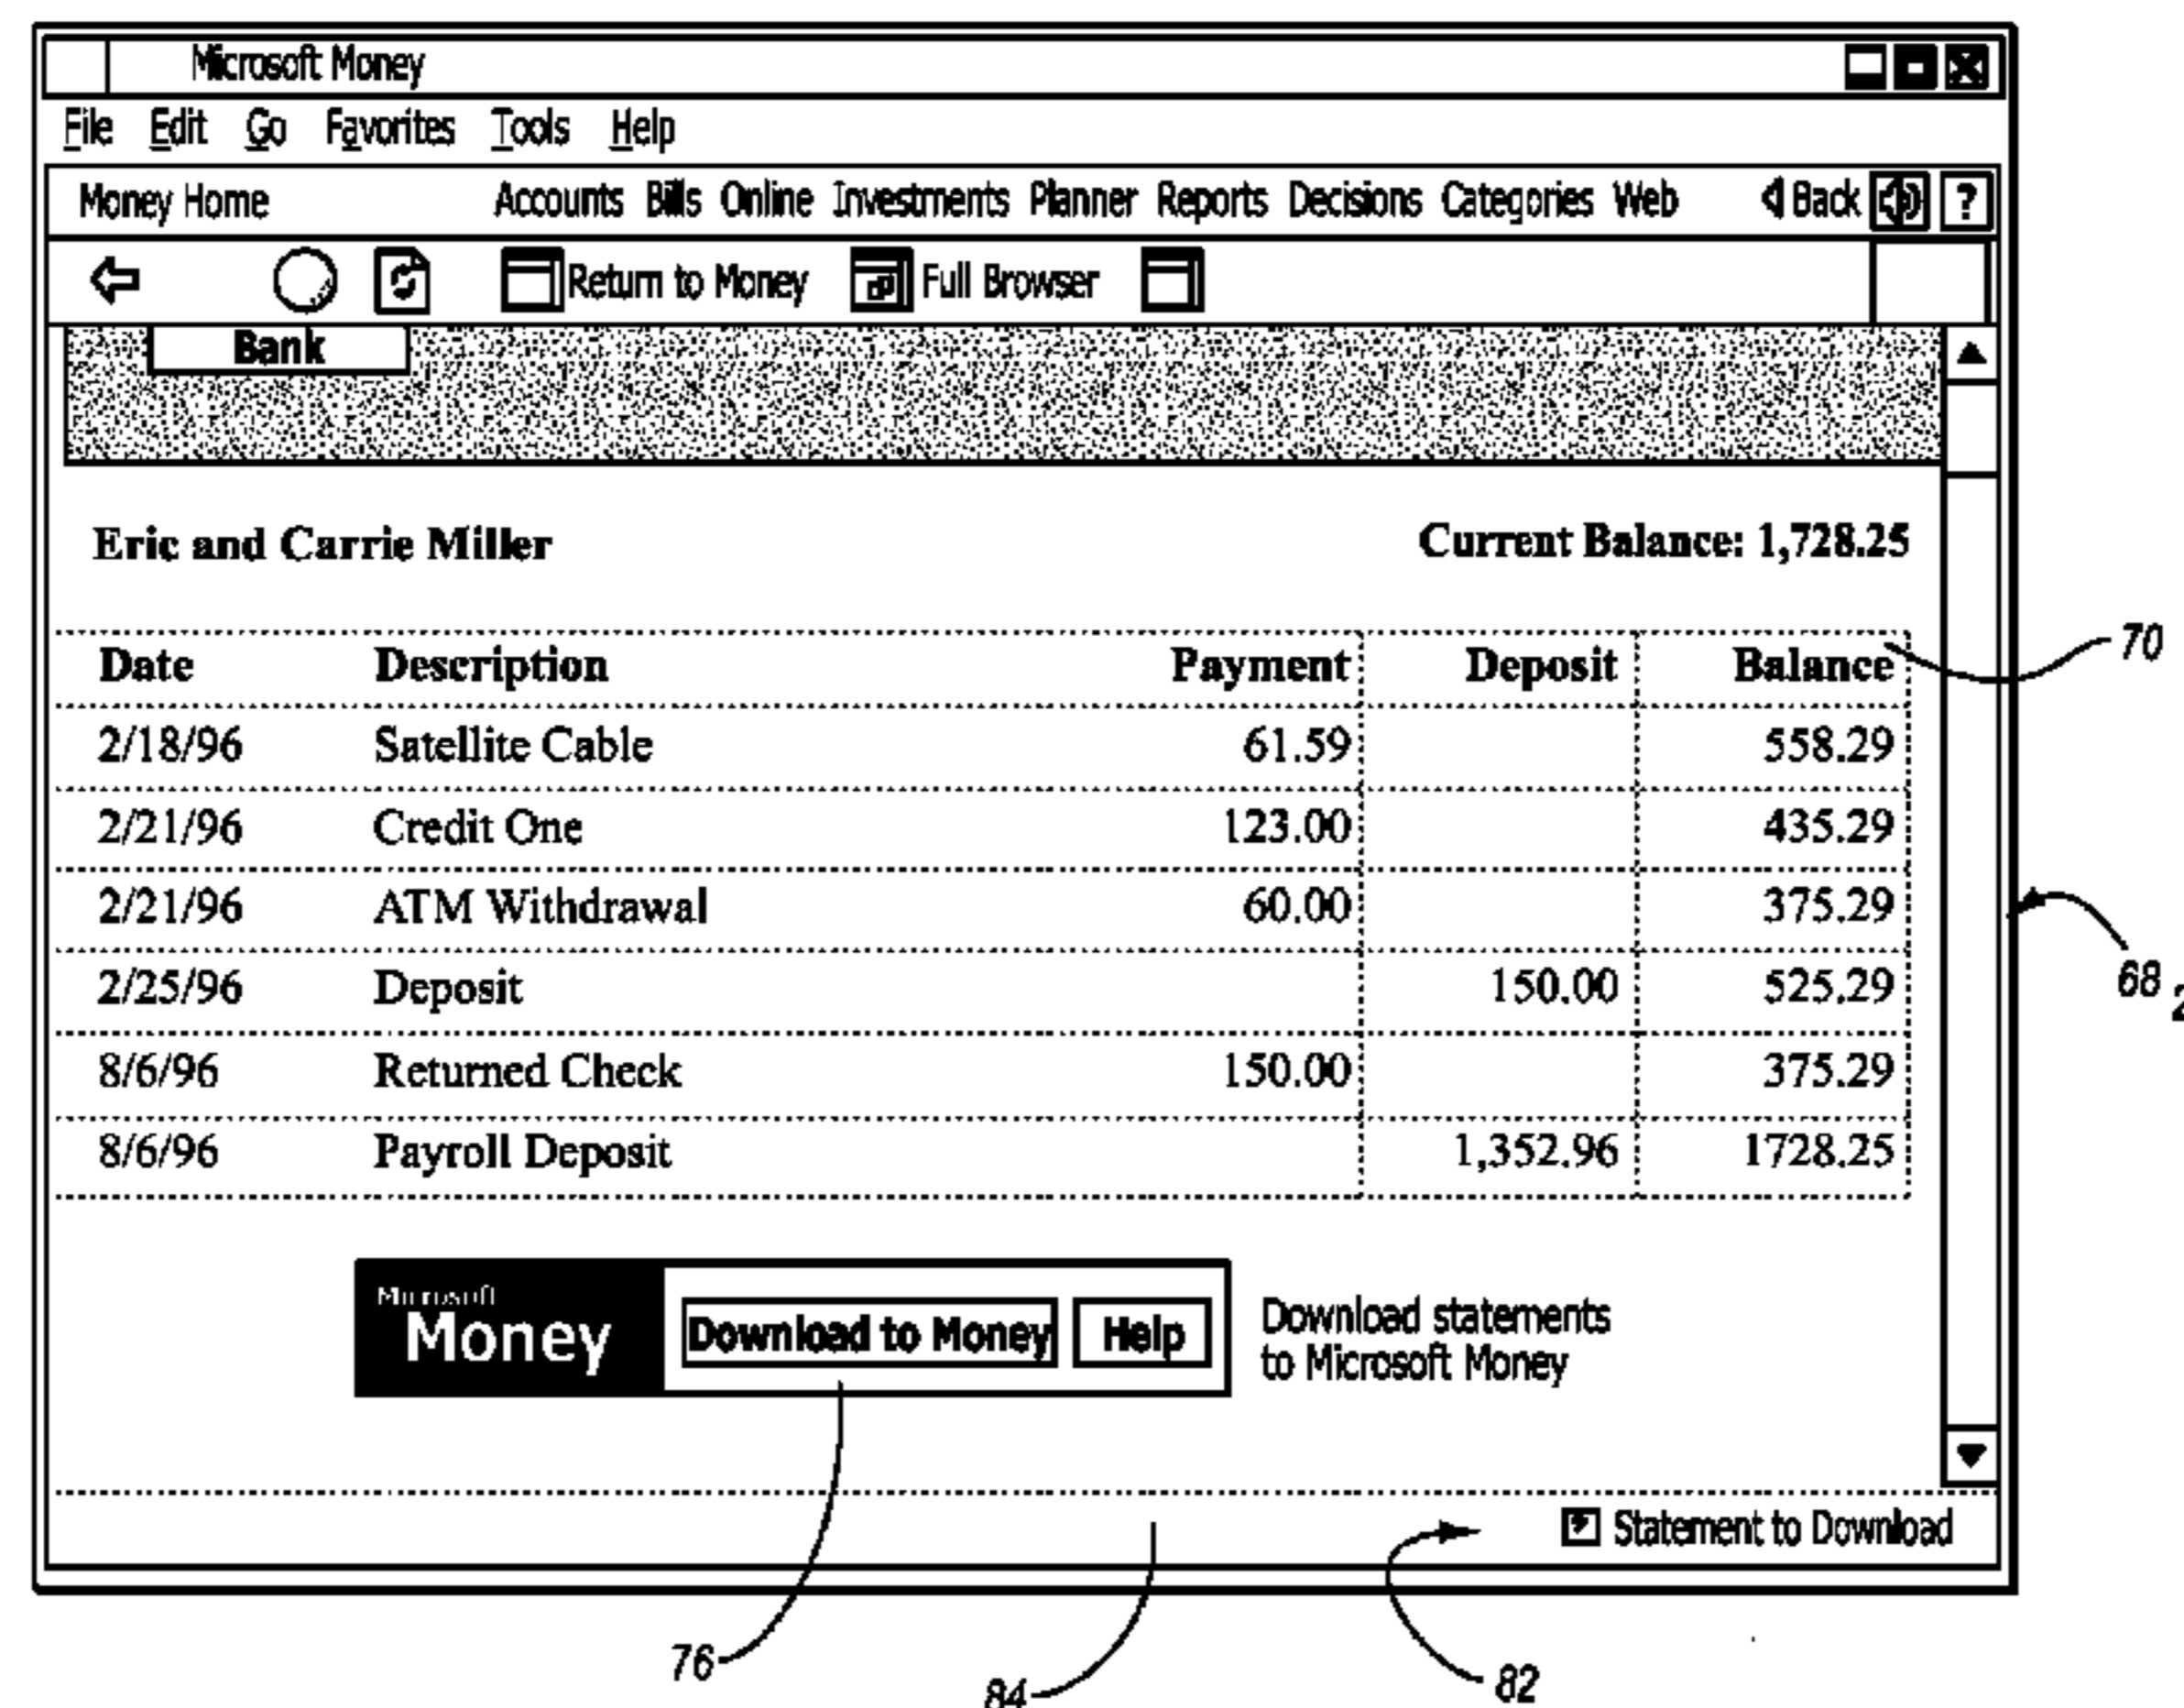 Microsoft Money
File Edit Go Favorites Tools Help
Money Home Accounts Bills Online Investments Planner Reports Decisions Categories Web Back ?
Return to Money Full Browser
Bank
Eric and Carrie Miller Current Balance: 1,728.25
Date Description Payment Deposit Balance
70
2/18/96 Satellite Cable 61.59 558.29
2/21/96 Credit One 123.00 435.29
2/21/96 ATM Withdrawal 60.00 375.29
2/25/96 Deposit 150.00 525.29
68
8/6/96 Returned Check 150.00 375.29
8/6/96 Payroll Deposit 1,352.96 1728.25
Microsoft
Money
Download to Money Help
Download statements
to Microsoft Money
Statement to Download
76
84
82